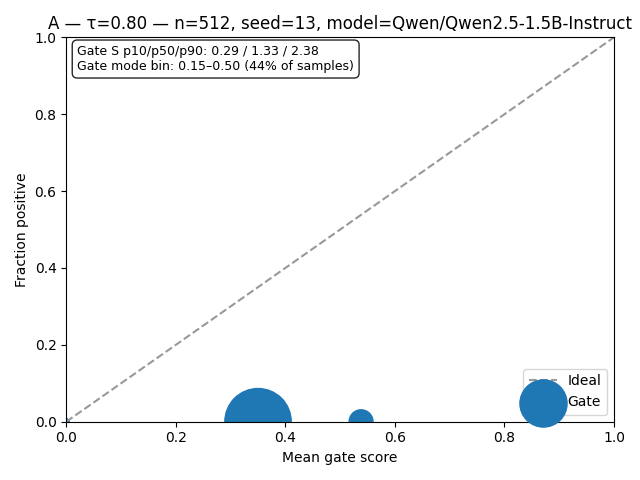 A — τ=0.80 — n=512, seed=13, model=Qwen/Qwen2.5-1.5B-Instruct
Gate S p10/p50/p90: 0.29 / 1.33 / 2.38
Gate mode bin: 0.15–0.50 (44% of samples)
Fraction positive
1.0
0.8
0.6
0.4
0.2
0.0
Ideal
Gate
0.0 0.2 0.4 0.6 0.8 1.0
Mean gate score